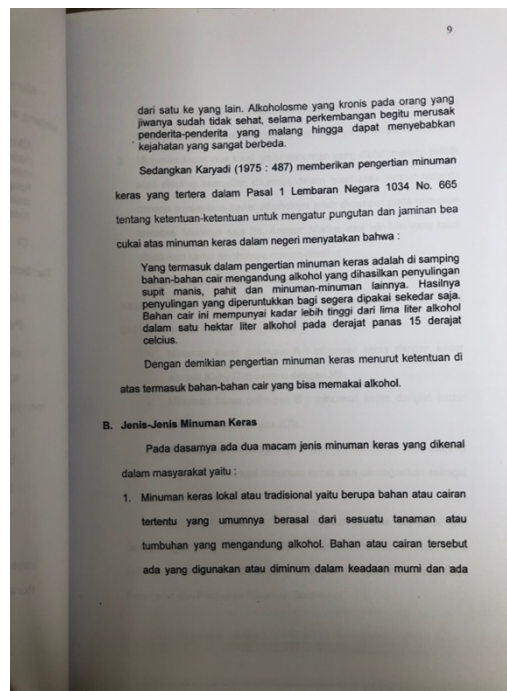 9
dari satu ke yang lain. Alkoholosme yang kronis pada orang yang
jiwanya sudah tidak sehat, selama perkembangan begitu merusak
penderita-penderita yang malang hingga dapat menyebabkan
kejahatan yang sangat berbeda.
Sedangkan Karyadi (1975 : 487) memberikan pengertian minuman
keras yang tertera dalam Pasal 1 Lembaran Negara 1034 No. 665
tentang ketentuan-ketentuan untuk mengatur pungutan dan jaminan bea
cukai atas minuman keras dalam negeri menyatakan bahwa :
Yang termasuk dalam pengertian minuman keras adalah di samping
bahan-bahan cair mengandung alkohol yang dihasilkan penyulingan
supit manis, pahit dan minuman-minuman lainnya. Hasilnya
penyulingan yang diperuntukkan bagi segera dipakai sekedar saja.
Bahan cair ini mempunyai kadar lebih tinggi dari lima liter alkohol
dalam satu hektar liter alkohol pada derajat panas 15 derajat
celcius.
Dengan demikian pengertian minuman keras menurut ketentuan di
atas termasuk bahan-bahan cair yang bisa memakai alkohol.
B. Jenis-Jenis Minuman Keras
Pada dasarnya ada dua macam jenis minuman keras yang dikenal
dalam masyarakat yaitu :
1. Minuman keras lokal atau tradisional yaitu berupa bahan atau cairan
tertentu yang umumnya berasal dari sesuatu tanaman atau
tumbuhan yang mengandung alkohol. Bahan atau cairan tersebut
ada yang digunakan atau diminum dalam keadaan murni dan ada